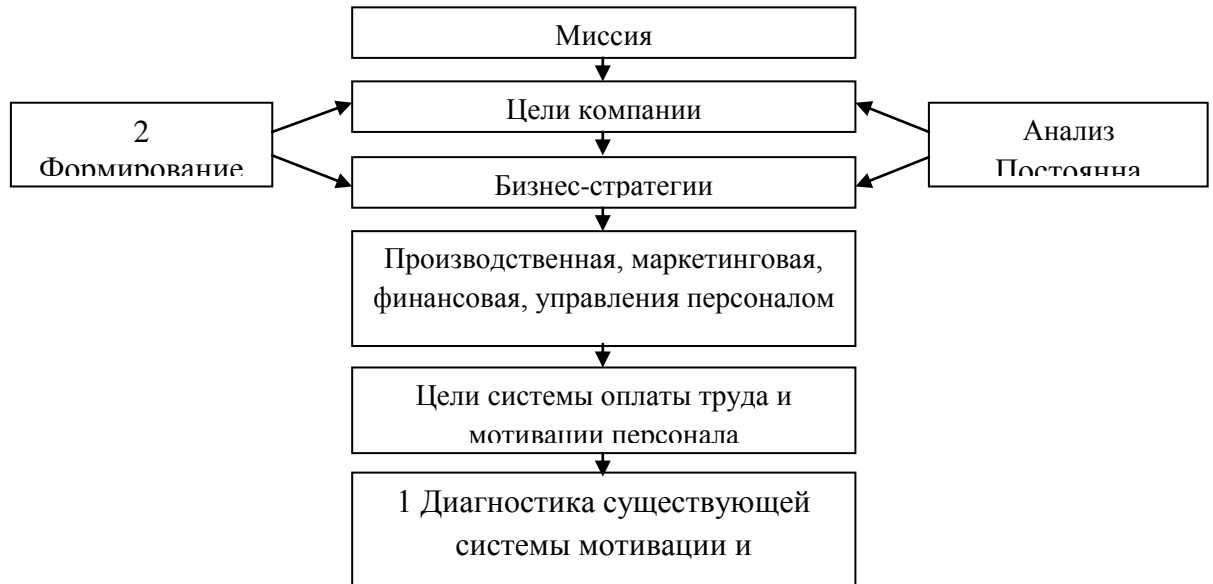 Миссия
Цели компании
2
Формирование
Анализ
Постоянна
Бизнес-стратегии
Производственная, маркетинговая,
финансовая, управления персоналом
Цели системы оплаты труда и
мотивации персонала
1 Диагностика существующей
системы мотивации и